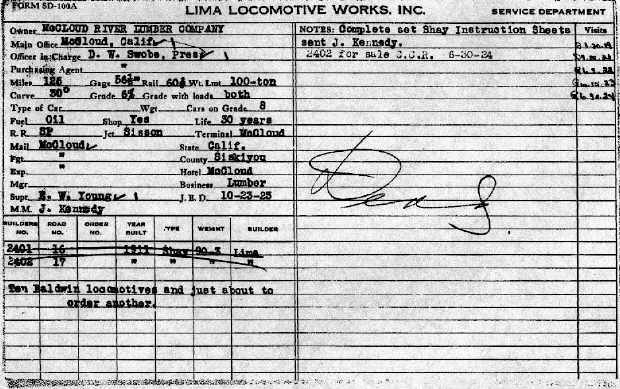 FORM SD-100A
LIMA LOCOMOTIVE WORKS, INC.
SERVICE DEPARTMENT
Owner McCLOUD RIVER LUMBER COMPANY
Main Office McCloud, Calif.
Officer in Charge D. W. Swobe, Pres
Purchasing Agent "
Miles 125 Gage 56½" Rail 60# Wt. Lmt 100-ton
Curve 30° Grade 6% Grade with loads both
Type of Car Wgt. Cars on Grade 8
Fuel Oil Shop Yes Life 30 years
R. R. SP Jct Sisson Terminal McCloud
Mail McCloud State Calif.
Fgt. " County Siskiyou
Exp. " Hotel McCloud
Mgr. Business Lumber
Supt. E. W. Young J.B.D. 10-23-23
M.M. J. Kennedy
BUILDERS NO. ROAD NO. ORDER NO. YEAR BUILT TYPE WEIGHT BUILDER
2401 16 1911 Shay 90-3 Lima
2402 17 " " " "
Ten Baldwin locomotives and just about to
order another.
NOTES: Complete set Shay Instruction Sheets
sent J. Kennedy.
2402 for sale C.C.R. 6-30-24
Visits